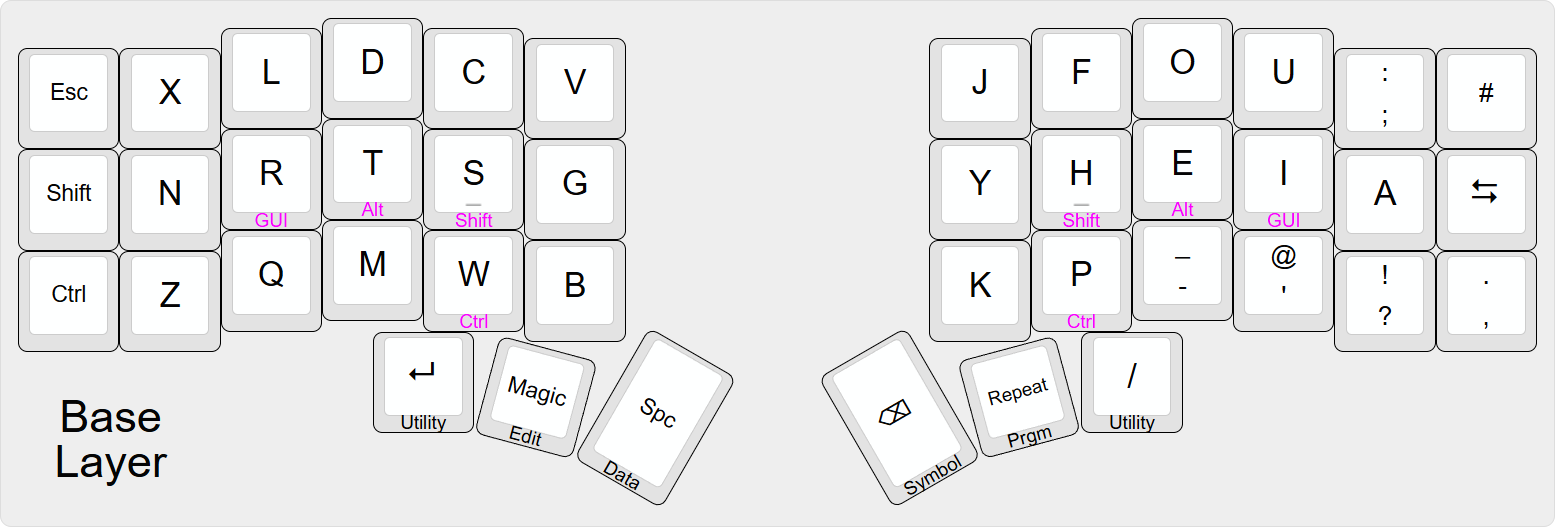 Esc X L D C V J F O U : ; #
Shift N R T S G Y H E I A ⇆
GUI Alt Shift Shift Alt GUI
Ctrl Z Q M W B K P _ - @ ' ! ? . ,
Ctrl Ctrl
↵ Magic Spc ⌫ Repeat /
Utility Edit Data Symbol Prgm Utility
Base
Layer